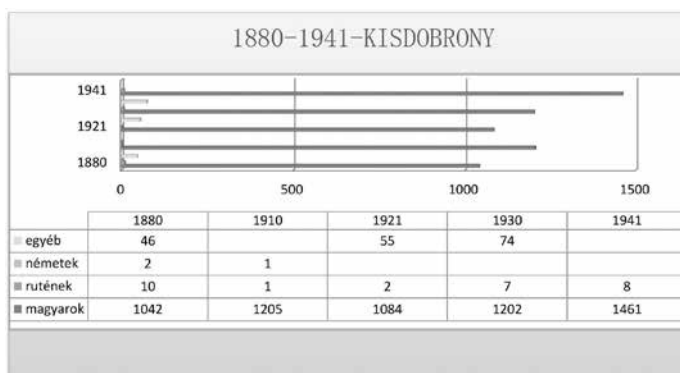 1880-1941-KISDOBRONY
1941
1921
1880
0 500 1000 1500
1880 1910 1921 1930 1941
egyéb 46 55 74
németek 2 1
rutének 10 1 2 7 8
magyarok 1042 1205 1084 1202 1461